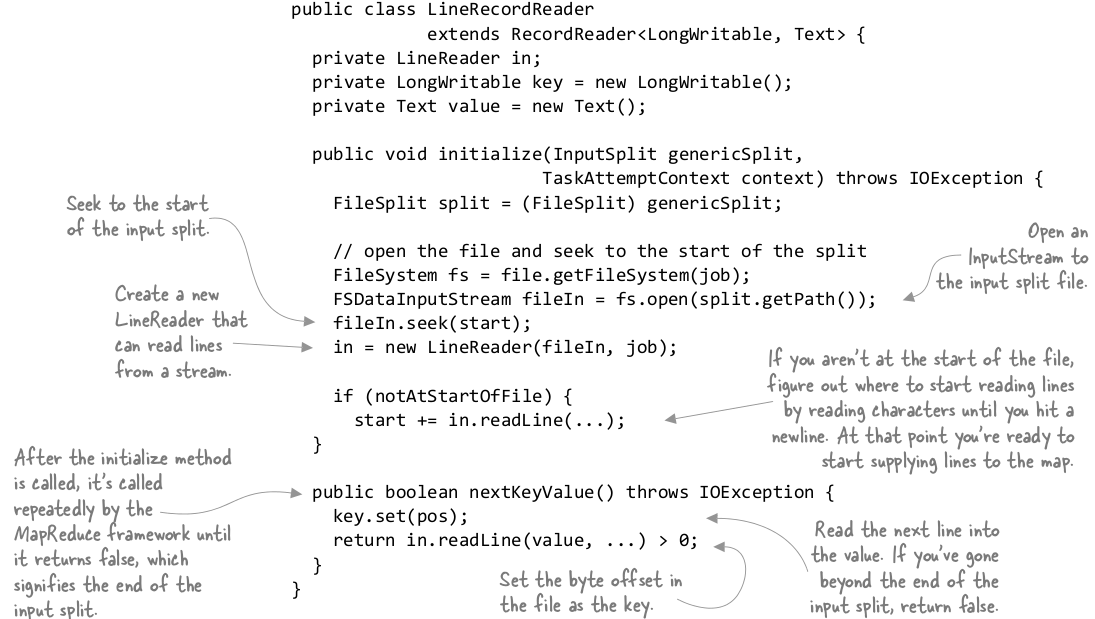 public class LineRecordReader
extends RecordReader<LongWritable, Text> {
private LineReader in;
private LongWritable key = new LongWritable();
private Text value = new Text();
public void initialize(InputSplit genericSplit,
TaskAttemptContext context) throws IOException {
FileSplit split = (FileSplit) genericSplit;
Seek to the start
of the input split.
// open the file and seek to the start of the split
FileSystem fs = file.getFileSystem(job);
FSDataInputStream fileIn = fs.open(split.getPath());
Open an
InputStream to
the input split file.
Create a new
LineReader that
can read lines
from a stream.
fileIn.seek(start);
in = new LineReader(fileIn, job);
if (notAtStartOfFile) {
start += in.readLine(...);
}
If you aren't at the start of the file,
figure out where to start reading lines
by reading characters until you hit a
newline. At that point you're ready to
start supplying lines to the map.
After the initialize method
is called, it's called
repeatedly by the
MapReduce framework until
it returns false, which
signifies the end of the
input split.
public boolean nextKeyValue() throws IOException {
key.set(pos);
return in.readLine(value, ...) > 0;
}
}
Set the byte offset in
the file as the key.
Read the next line into
the value. If you've gone
beyond the end of the
input split, return false.